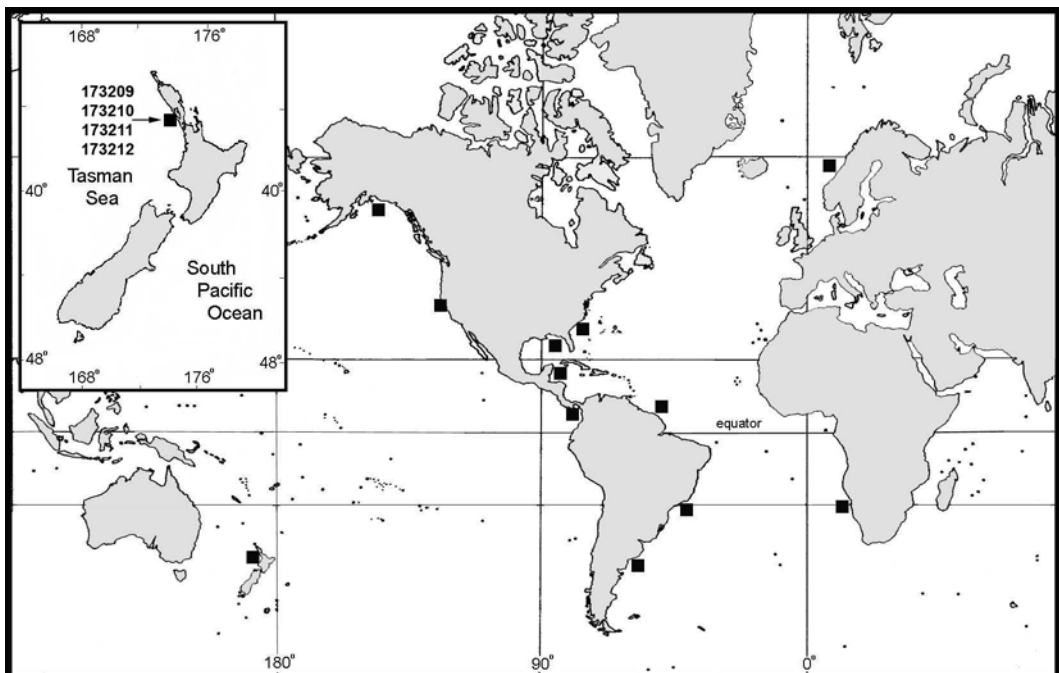 168° 176°
173209
173210
173211
173212
Tasman
Sea
40° 40°
South
Pacific
Ocean
48° 48°
168° 176°
equator
180° 90° 0°